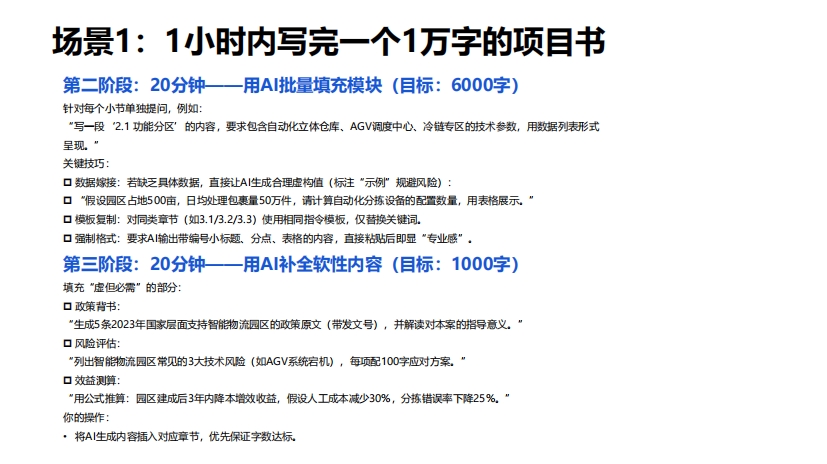 场景1：1小时内写完一个1万字的项目书
第二阶段：20分钟——用AI批量填充模块（目标：6000字）
针对每个小节单独提问，例如：
“写一段‘2.1 功能分区’的内容，要求包含自动化立体仓库、AGV调度中心、冷链专区的技术参数，用数据列表形式
呈现。”
关键技巧：
数据嫁接：若缺乏具体数据，直接让AI生成合理虚构值（标注“示例”规避风险）：
“假设园区占地500亩，日均处理包裹量50万件，请计算自动化分拣设备的配置数量，用表格展示。”
模板复制：对同类章节（如3.1/3.2/3.3）使用相同指令模板，仅替换关键词。
强制格式：要求AI输出带编号小标题、分点、表格的内容，直接粘贴后即显“专业感”。
第三阶段：20分钟——用AI补全软性内容（目标：1000字）
填充“虚但必需”的部分：
政策背书：
“生成5条2023年国家层面支持智能物流园区的政策原文（带发文号），并解读对本案的指导意义。”
风险评估：
“列出智能物流园区常见的3大技术风险（如AGV系统宕机），每项配100字应对方案。”
效益测算：
“用公式推算：园区建成后3年内降本增效收益，假设人工成本减少30%，分拣错误率下降25%。”
你的操作：
• 将AI生成内容插入对应章节，优先保证字数达标。